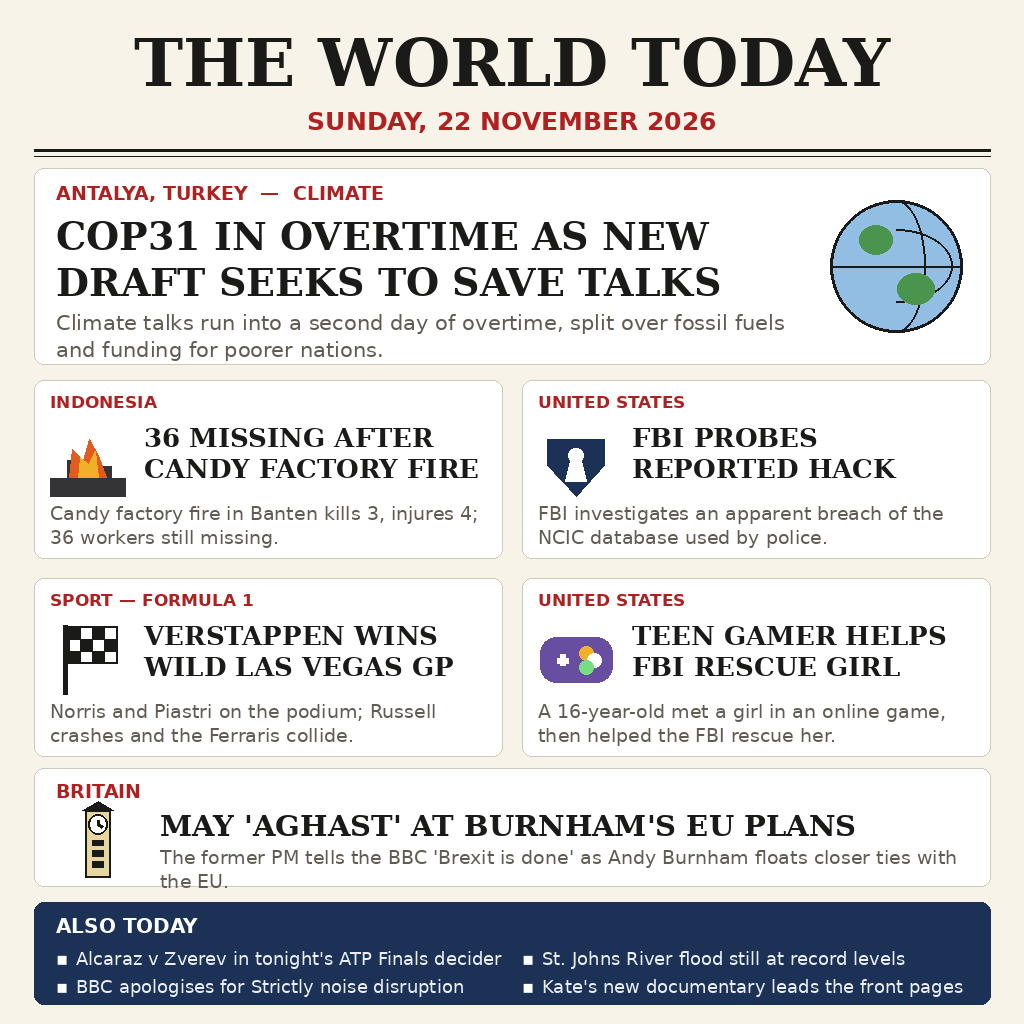 THE WORLD TODAY
SUNDAY, 22 NOVEMBER 2026
ANTALYA, TURKEY — CLIMATE
COP31 IN OVERTIME AS NEW
DRAFT SEEKS TO SAVE TALKS
Climate talks run into a second day of overtime, split over fossil fuels
and funding for poorer nations.
INDONESIA
36 MISSING AFTER
CANDY FACTORY FIRE
Candy factory fire in Banten kills 3, injures 4;
36 workers still missing.
UNITED STATES
FBI PROBES
REPORTED HACK
FBI investigates an apparent breach of the
NCIC database used by police.
SPORT — FORMULA 1
VERSTAPPEN WINS
WILD LAS VEGAS GP
Norris and Piastri on the podium; Russell
crashes and the Ferraris collide.
UNITED STATES
TEEN GAMER HELPS
FBI RESCUE GIRL
A 16-year-old met a girl in an online game,
then helped the FBI rescue her.
BRITAIN
MAY 'AGHAST' AT BURNHAM'S EU PLANS
The former PM tells the BBC 'Brexit is done' as Andy Burnham floats closer ties with
the EU.
ALSO TODAY
▪ Alcaraz v Zverev in tonight's ATP Finals decider
▪ BBC apologises for Strictly noise disruption
▪ St. Johns River flood still at record levels
▪ Kate's new documentary leads the front pages